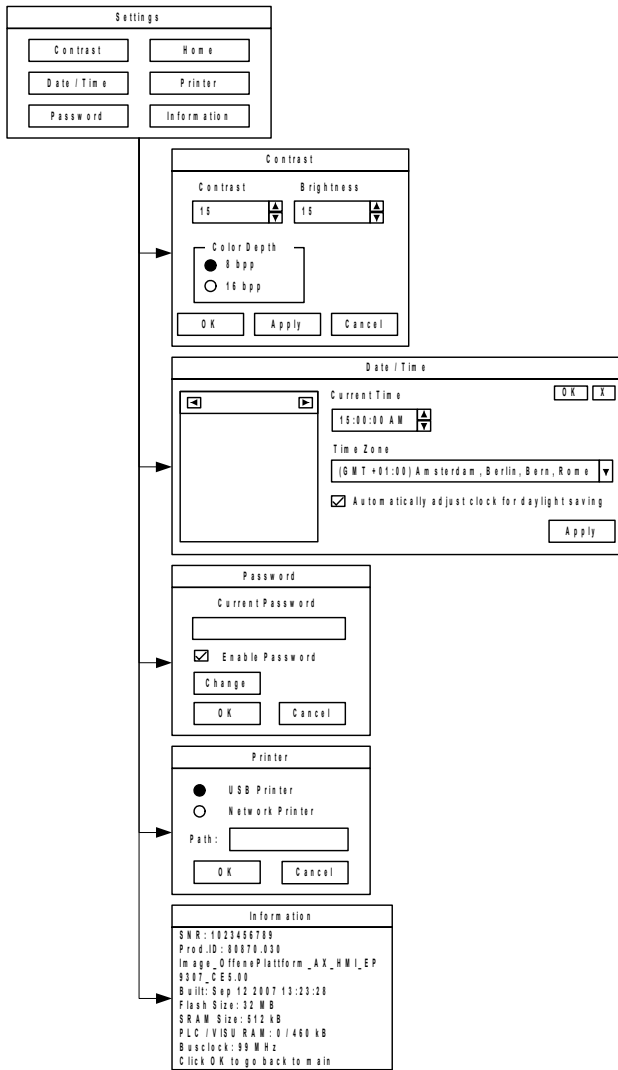 Settings
Contrast Home
Date / Time Printer
Password Information
Contrast
Contrast Brightness
15 15
Color Depth
8 bpp
16 bpp
OK Apply Cancel
Date / Time
Current Time OK X
15:00:00 AM
Time Zone
(GMT +01:00) Amsterdam, Berlin, Bern, Rome
Automatically adjust clock for daylight saving
Apply
Password
Current Password
Enable Password
Change
OK Cancel
Printer
USB Printer
Network Printer
Path:
OK Cancel
Information
SNR: 1023456789
Prod.ID: 80870.030
Image_OffenePlattform_AX_HMI_EP
9307_CE5.00
Built: Sep 12 2007 13:23:28
Flash Size: 32 MB
SRAM Size: 512 kB
PLC / VISU RAM: 0 / 460 kB
Busclock: 99 MHz
Click OK to go back to main